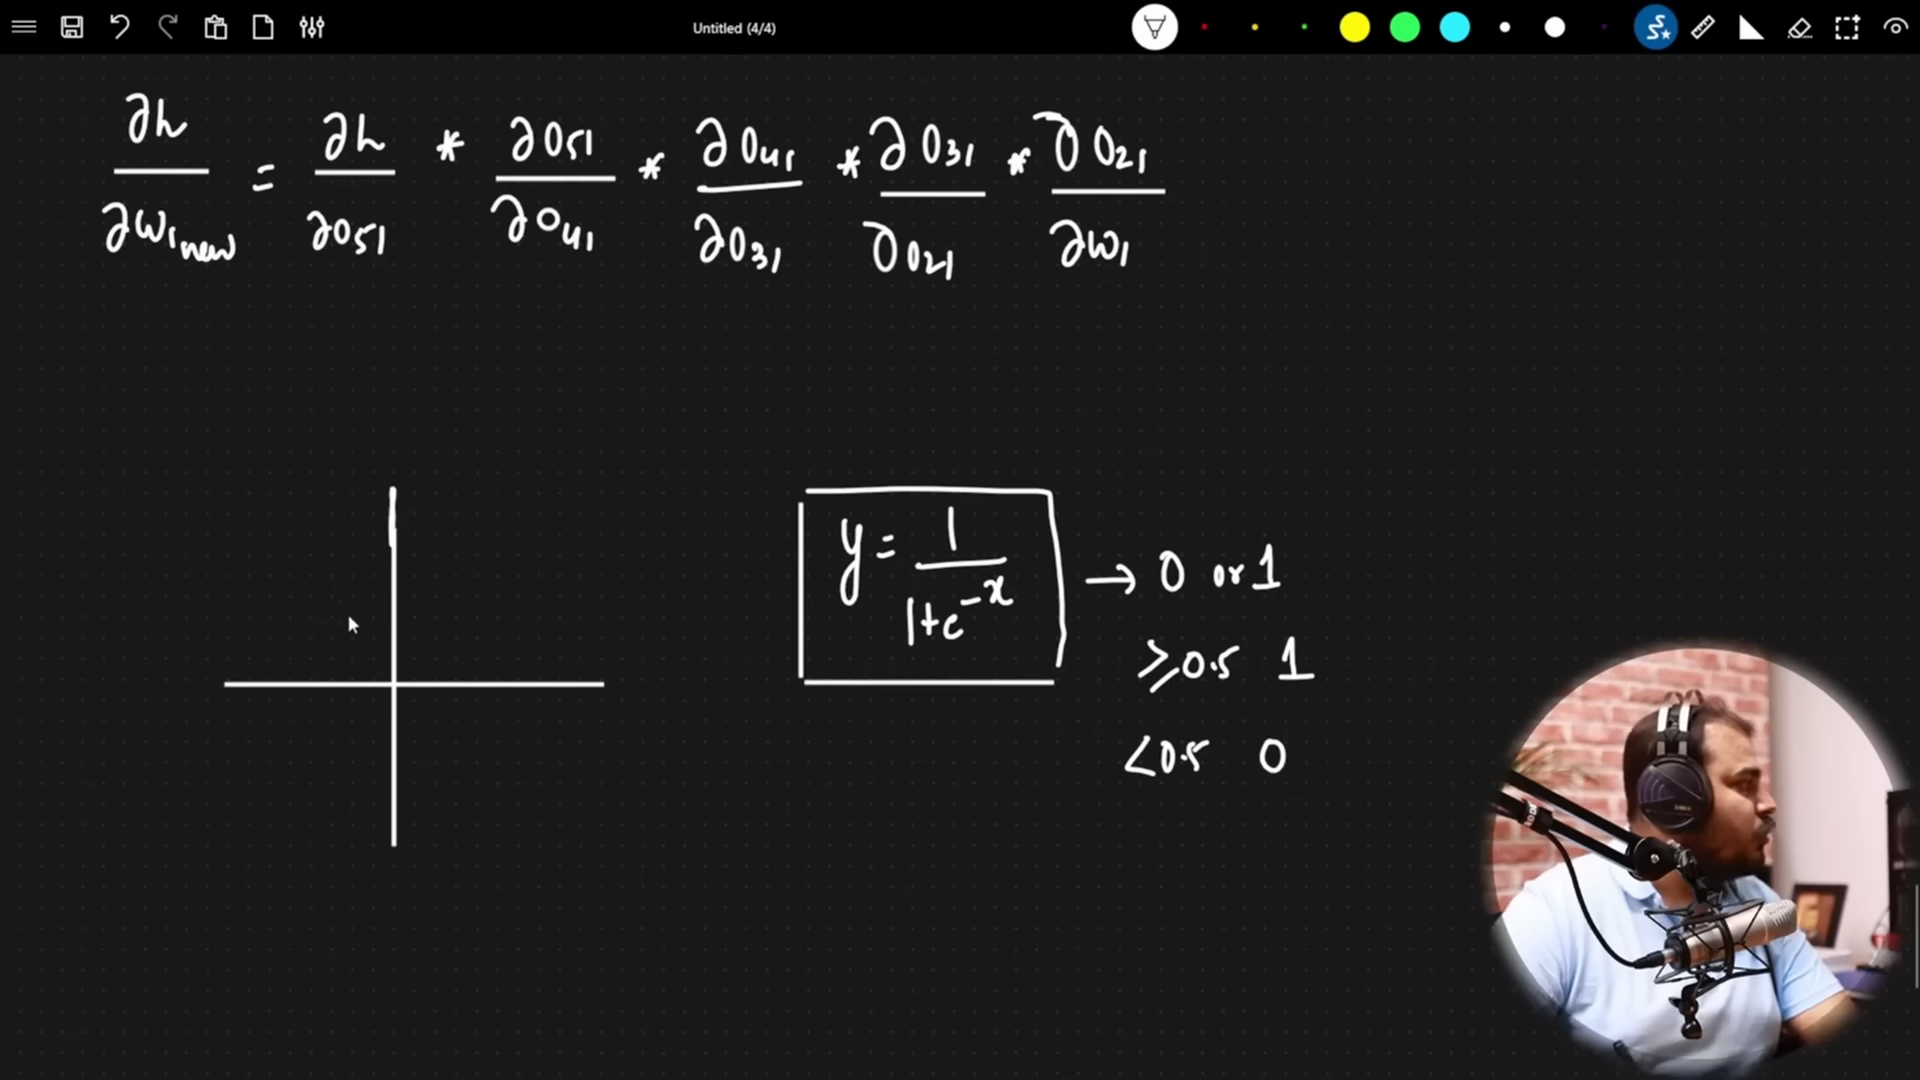 Untitled (4/4)
∂h/∂w₁new = ∂h/∂O51 * ∂O51/∂O41 * ∂O41/∂O31 * ∂O31/∂O21 * ∂O21/∂w₁
y = 1/(1+e^-x) → 0 or 1
≥0.5 1
<0.5 0